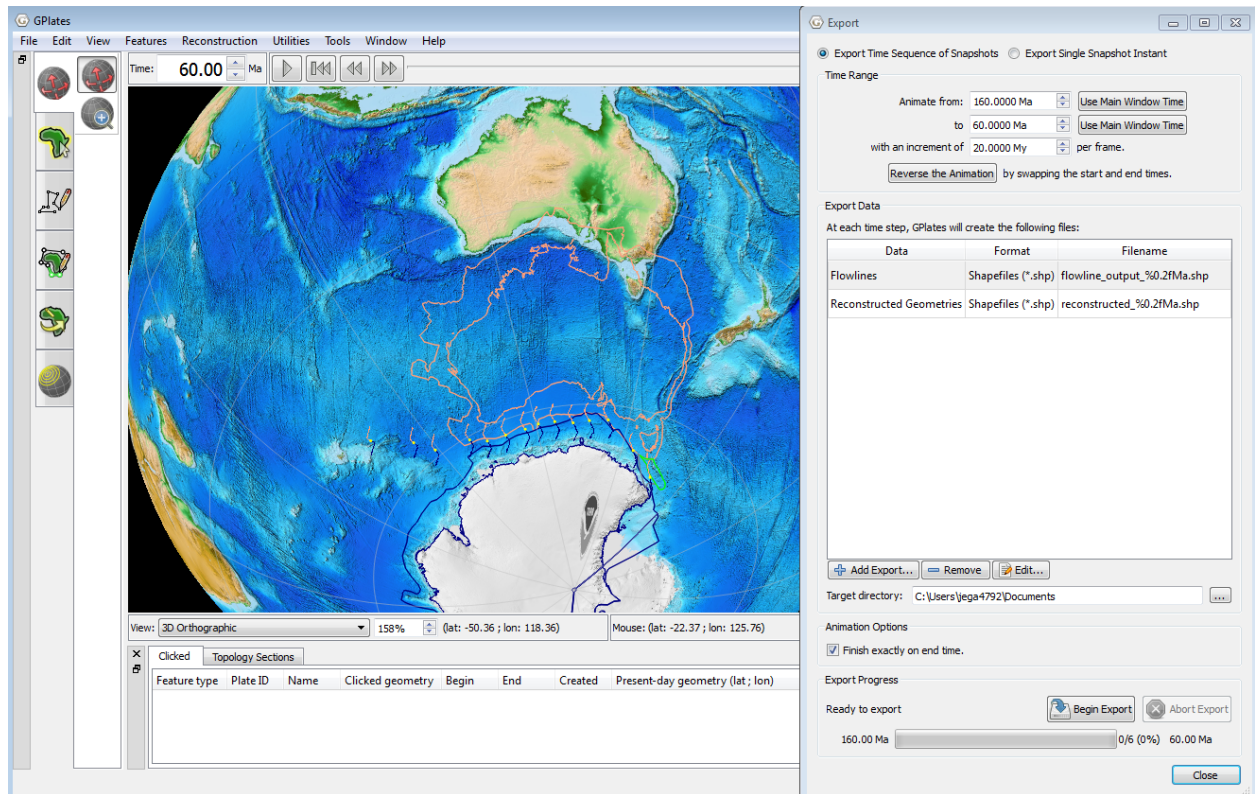 GPlates
File Edit View Features Reconstruction Utilities Tools Window Help
Time: 60.00 Ma
View: 3D Orthographic 158% (lat: -50.36 ; lon: 118.36) Mouse: (lat: -22.37 ; lon: 125.76)
Clicked Topology Sections
Feature type Plate ID Name Clicked geometry Begin End Created Present-day geometry (lat ; lon)
Export
Export Time Sequence of Snapshots Export Single Snapshot Instant
Time Range
Animate from: 160.0000 Ma Use Main Window Time
to 60.0000 Ma Use Main Window Time
with an increment of 20.0000 My per frame.
Reverse the Animation by swapping the start and end times.
Export Data
At each time step, GPlates will create the following files:
Data Format Filename
Flowlines Shapefiles (*.shp) flowline_output_%0.2fMa.shp
Reconstructed Geometries Shapefiles (*.shp) reconstructed_%0.2fMa.shp
Add Export... Remove Edit...
Target directory: C:\Users\jega4792\Documents ...
Animation Options
Finish exactly on end time.
Export Progress
Ready to export Begin Export Abort Export
160.00 Ma 0/6 (0%) 60.00 Ma
Close